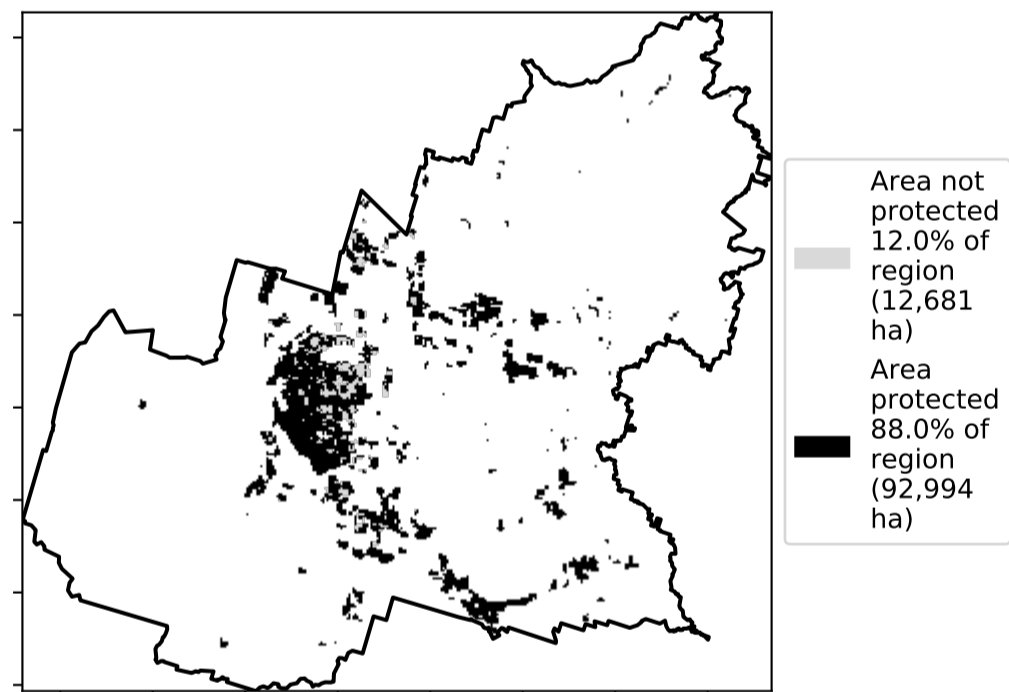 Area not
protected
12.0% of
region
(12,681
ha)
Area
protected
88.0% of
region
(92,994
ha)